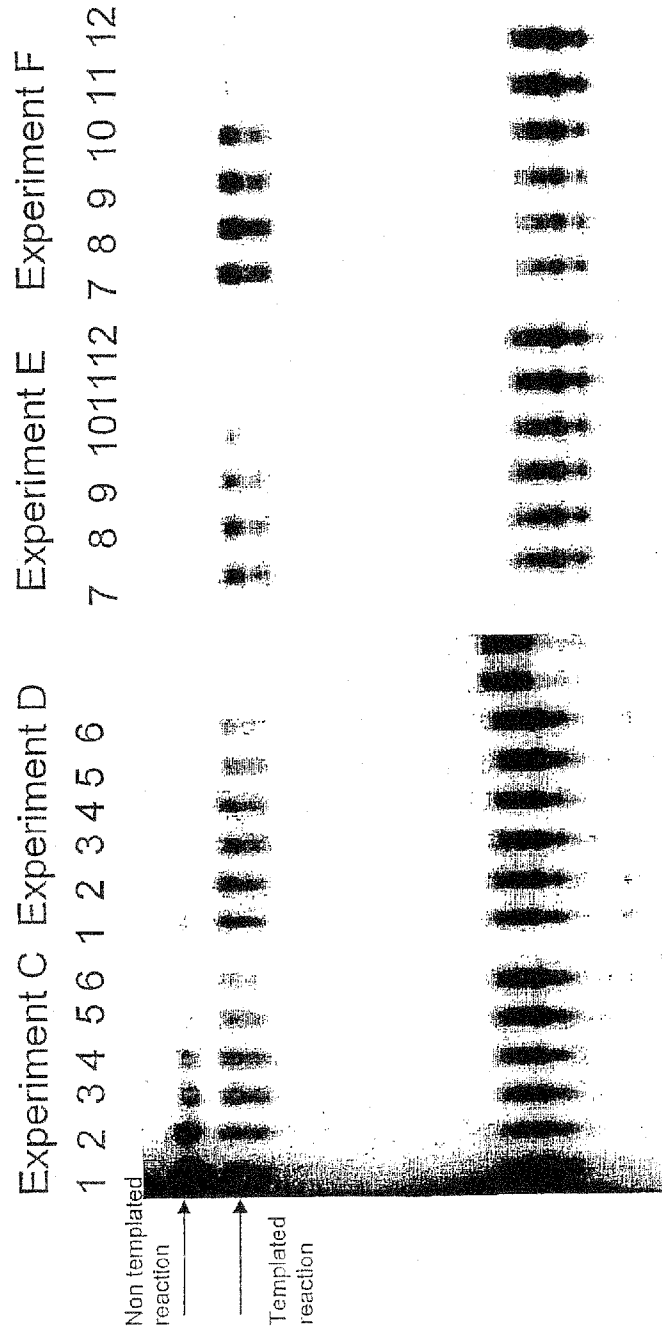 Experiment C Experiment D Experiment E Experiment F
1 2 3 4 5 6 1 2 3 4 5 6 7 8 9 10 11 12 7 8 9 10 11 12
Non templated
reaction
Templated
reaction